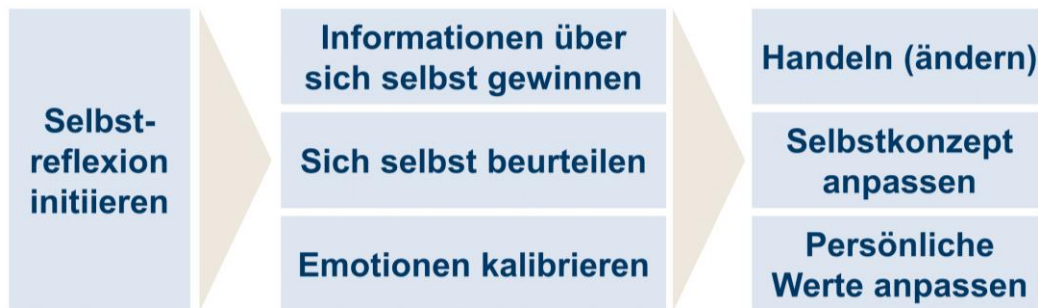 Selbst-
reflexion
initiieren
Informationen über
sich selbst gewinnen
Sich selbst beurteilen
Emotionen kalibrieren
Handeln (ändern)
Selbstkonzept
anpassen
Persönliche
Werte anpassen